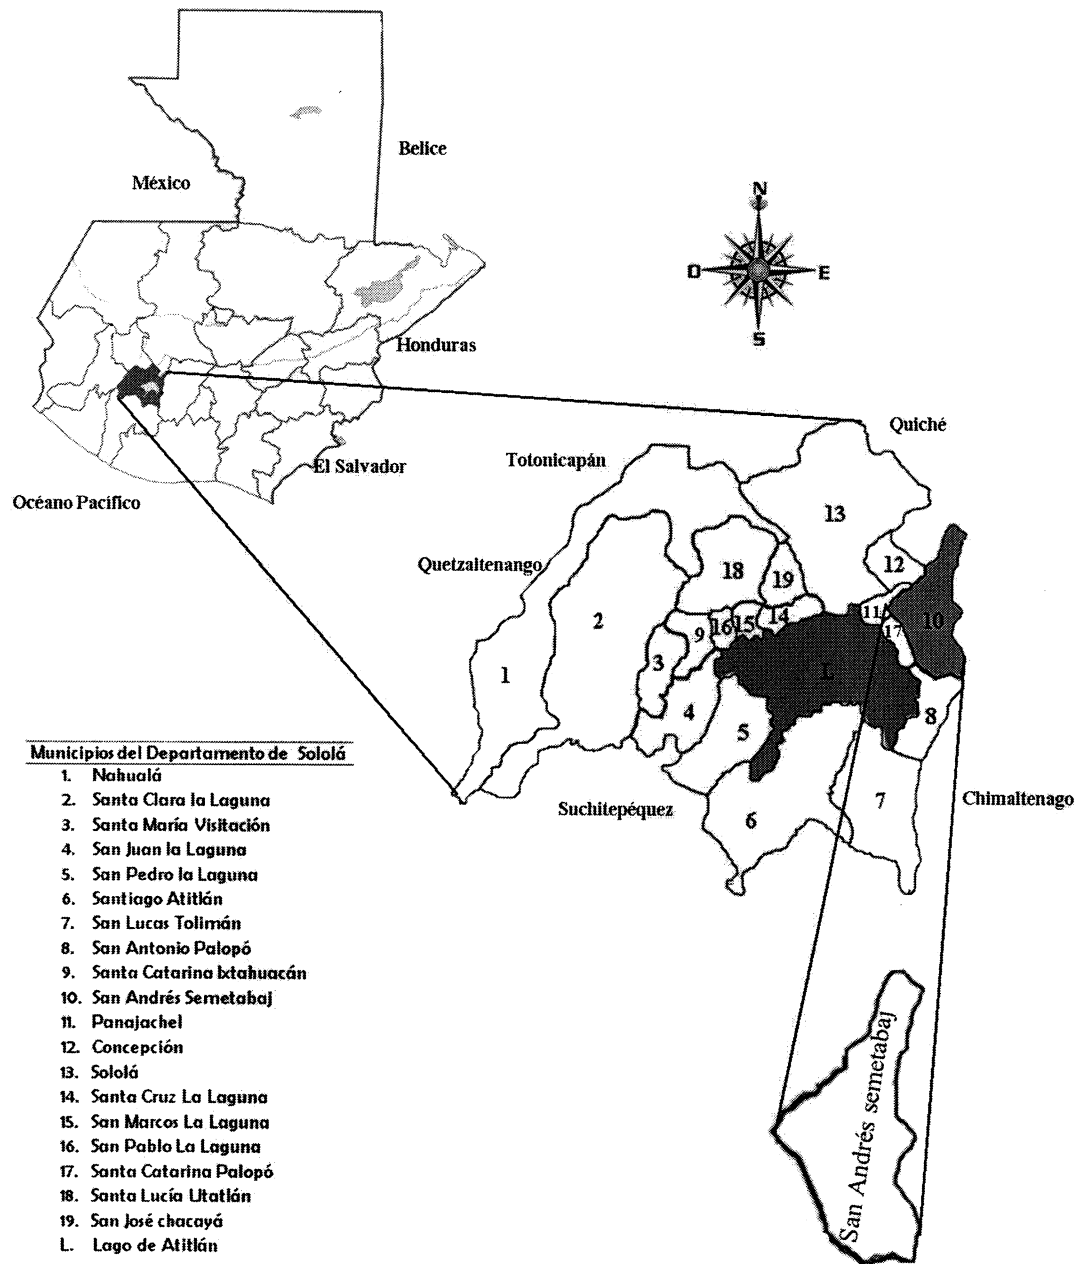 Belice
México
N
O
E
S
Honduras
Quiché
El Salvador
Totonicapán
Océano Pacífico
13
Quetzaltenango
12
18
19
2
11
10
14
16
15
9
17
3
1
L
4
8
5
Municipios del Departamento de Sololá
1. Nahualá
2. Santa Clara la Laguna
3. Santa María Visitación
4. San Juan la Laguna
5. San Pedro la Laguna
6. Santiago Atitlán
7. San Lucas Tolimán
8. San Antonio Palopó
9. Santa Catarina Ixtahuacán
10. San Andrés Semetabaj
11. Panajachel
12. Concepción
13. Sololá
14. Santa Cruz La Laguna
15. San Marcos La Laguna
16. San Pablo La Laguna
17. Santa Catarina Palopó
18. Santa Lucía Utatlán
19. San José chacayá
L. Lago de Atitlán
Suchitepéquez
6
7
Chimaltenago
San Andrés semetabaj